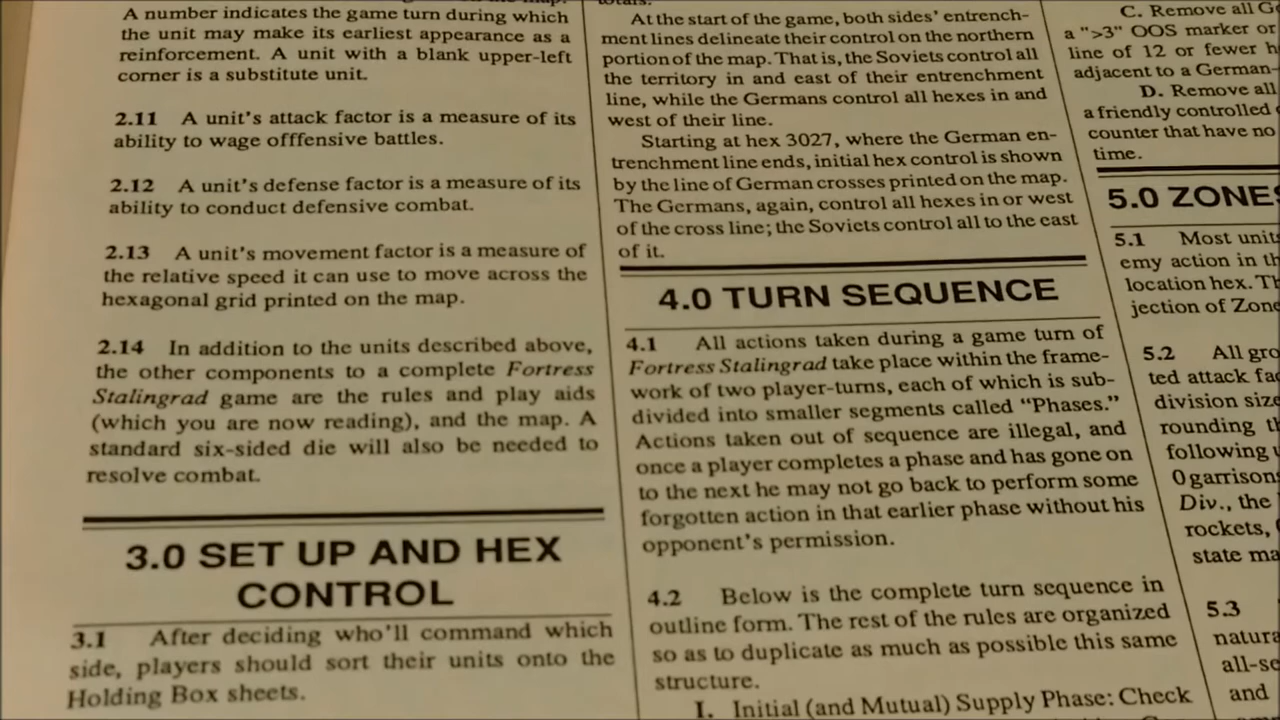 A number indicates the game turn during which
the unit may make its earliest appearance as a
reinforcement. A unit with a blank upper-left
corner is a substitute unit.
2.11 A unit's attack factor is a measure of its
ability to wage offfensive battles.
2.12 A unit's defense factor is a measure of its
ability to conduct defensive combat.
2.13 A unit's movement factor is a measure of
the relative speed it can use to move across the
hexagonal grid printed on the map.
2.14 In addition to the units described above,
the other components to a complete Fortress
Stalingrad game are the rules and play aids
(which you are now reading), and the map. A
standard six-sided die will also be needed to
resolve combat.
3.0 SET UP AND HEX
CONTROL
3.1 After deciding who'll command which
side, players should sort their units onto the
Holding Box sheets.
At the start of the game, both sides' entrench-
ment lines delineate their control on the northern
portion of the map. That is, the Soviets control all
the territory in and east of their entrenchment
line, while the Germans control all hexes in and
west of their line.
Starting at hex 3027, where the German en-
trenchment line ends, initial hex control is shown
by the line of German crosses printed on the map.
The Germans, again, control all hexes in or west
of the cross line; the Soviets control all to the east
of it.
4.0 TURN SEQUENCE
4.1 All actions taken during a game turn of
Fortress Stalingrad take place within the frame-
work of two player-turns, each of which is sub-
divided into smaller segments called "Phases."
Actions taken out of sequence are illegal, and
once a player completes a phase and has gone on
to the next he may not go back to perform some
forgotten action in that earlier phase without his
opponent's permission.
4.2 Below is the complete turn sequence in
outline form. The rest of the rules are organized
so as to duplicate as much as possible this same
structure.
I. Initial (and Mutual) Supply Phase: Check
C. Remove all G
a ">3" OOS marker or
line of 12 or fewer h
adjacent to a German-
D. Remove all
a friendly controlled
counter that have no
time.
5.0 ZONES
5.1 Most units
emy action in th
location hex. Th
jection of Zone
5.2 All gro
ted attack fac
division size
rounding th
following u
0 garrison
Div., the
rockets,
state ma
5.3
natura
all-se
and